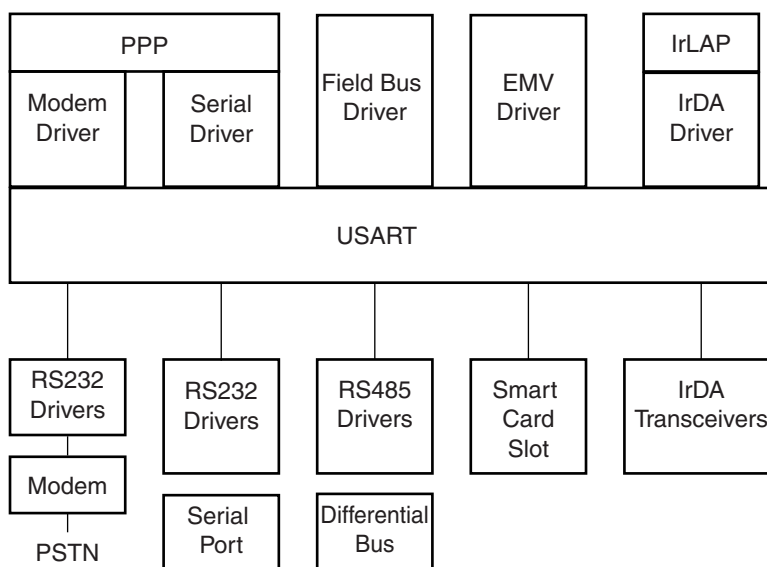 PPP
IrLAP
Modem
Driver
Serial
Driver
Field Bus
Driver
EMV
Driver
IrDA
Driver
USART
RS232
Drivers
RS232
Drivers
RS485
Drivers
Smart
Card
Slot
IrDA
Transceivers
Modem
Serial
Port
Differential
Bus
PSTN